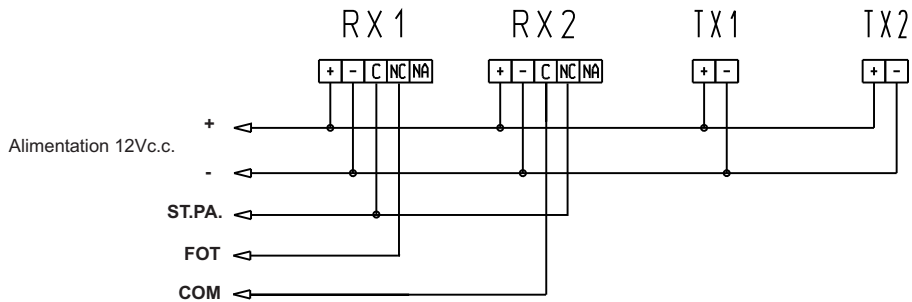 RX1 RX2 TX1 TX2
+ - C NC NA + - C NC NA + - + -
+
Alimentation 12Vc.c.
-
ST.PA.
FOT
COM